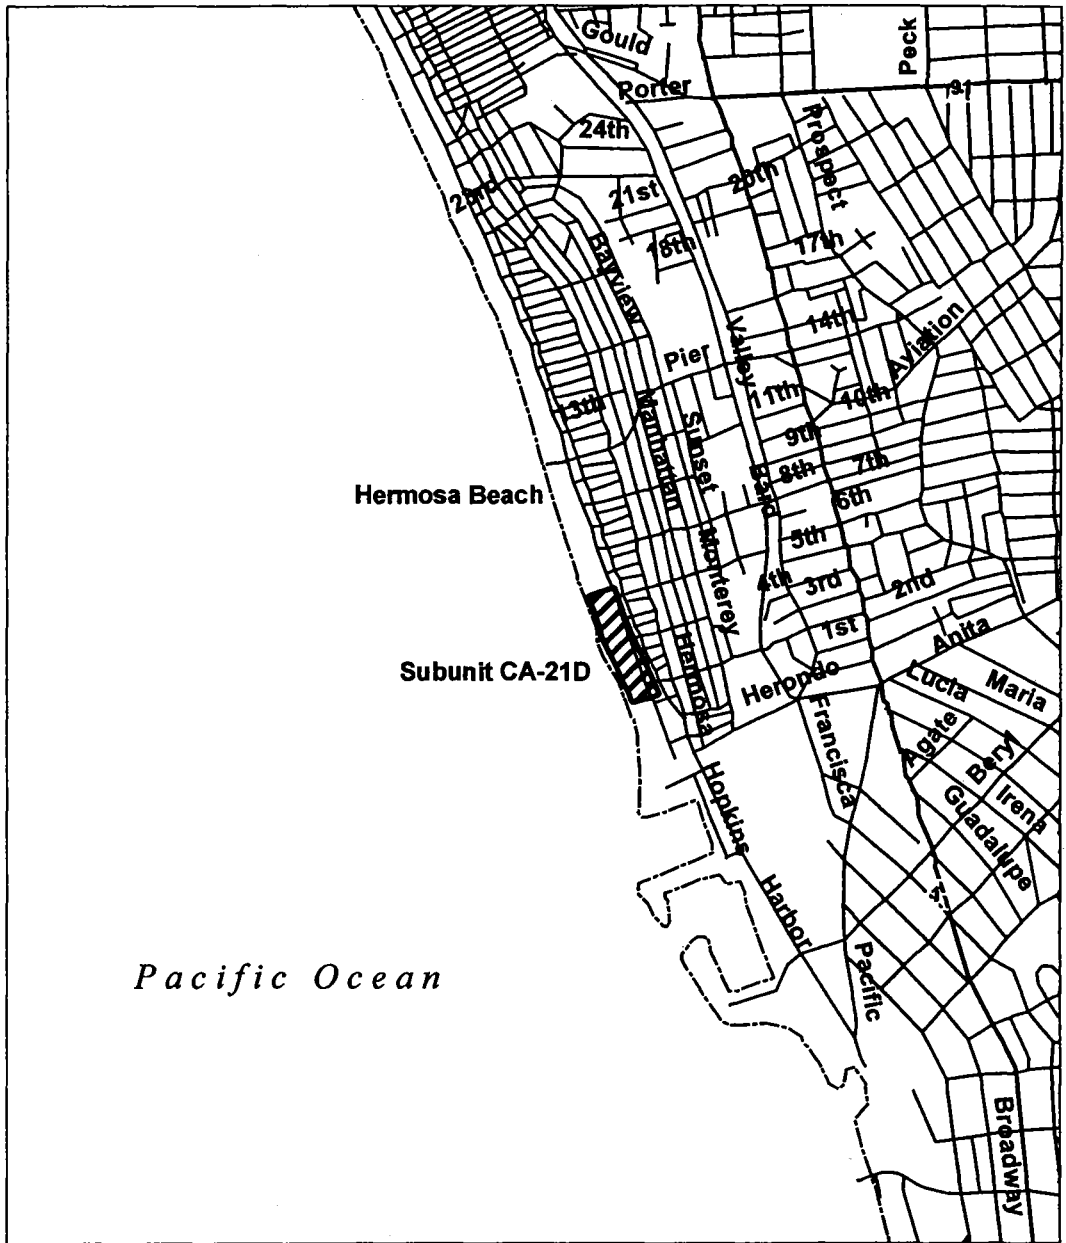 Gould
Peck
Porter
91
24th
Prospect
20th
23rd
21st
18th
17th
Bayview
14th
Aviation
Valley
Pier
11th
10th
13th
Manhattan
Sunset
9th
8th
7th
Hermosa Beach
Bard
6th
5th
Monterey
4th
3rd
2nd
1st
Anita
Hermosa
Subunit CA-21D
Herondo
Lucia
Maria
Francisca
Agate
Beryl
Hopkins
Irena
Guadalupe
Harbor
Pacific Ocean
Pacific
Broadway